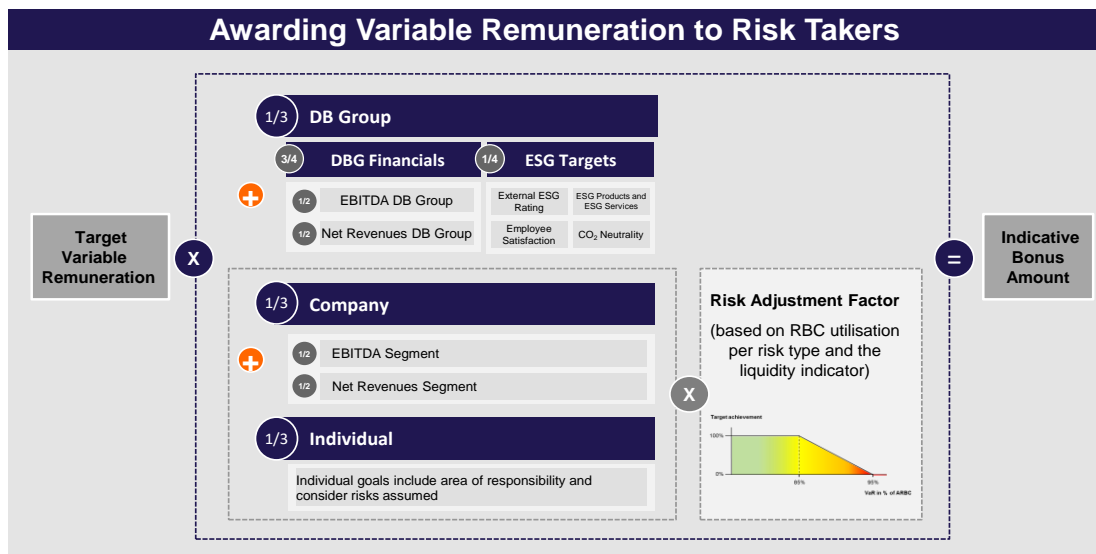 Awarding Variable Remuneration to Risk Takers
1/3 DB Group
3/4 DBG Financials
1/4 ESG Targets
+
1/2 EBITDA DB Group
1/2 Net Revenues DB Group
External ESG
Rating
ESG Products and
ESG Services
Employee
Satisfaction
CO₂ Neutrality
Target
Variable
Remuneration
X
=
Indicative
Bonus
Amount
1/3 Company
+
1/2 EBITDA Segment
1/2 Net Revenues Segment
1/3 Individual
Individual goals include area of responsibility and
consider risks assumed
X
Risk Adjustment Factor
(based on RBC utilisation
per risk type and the
liquidity indicator)
Target achievement
100%
0%
85%
95%
VaR in % of ARBC